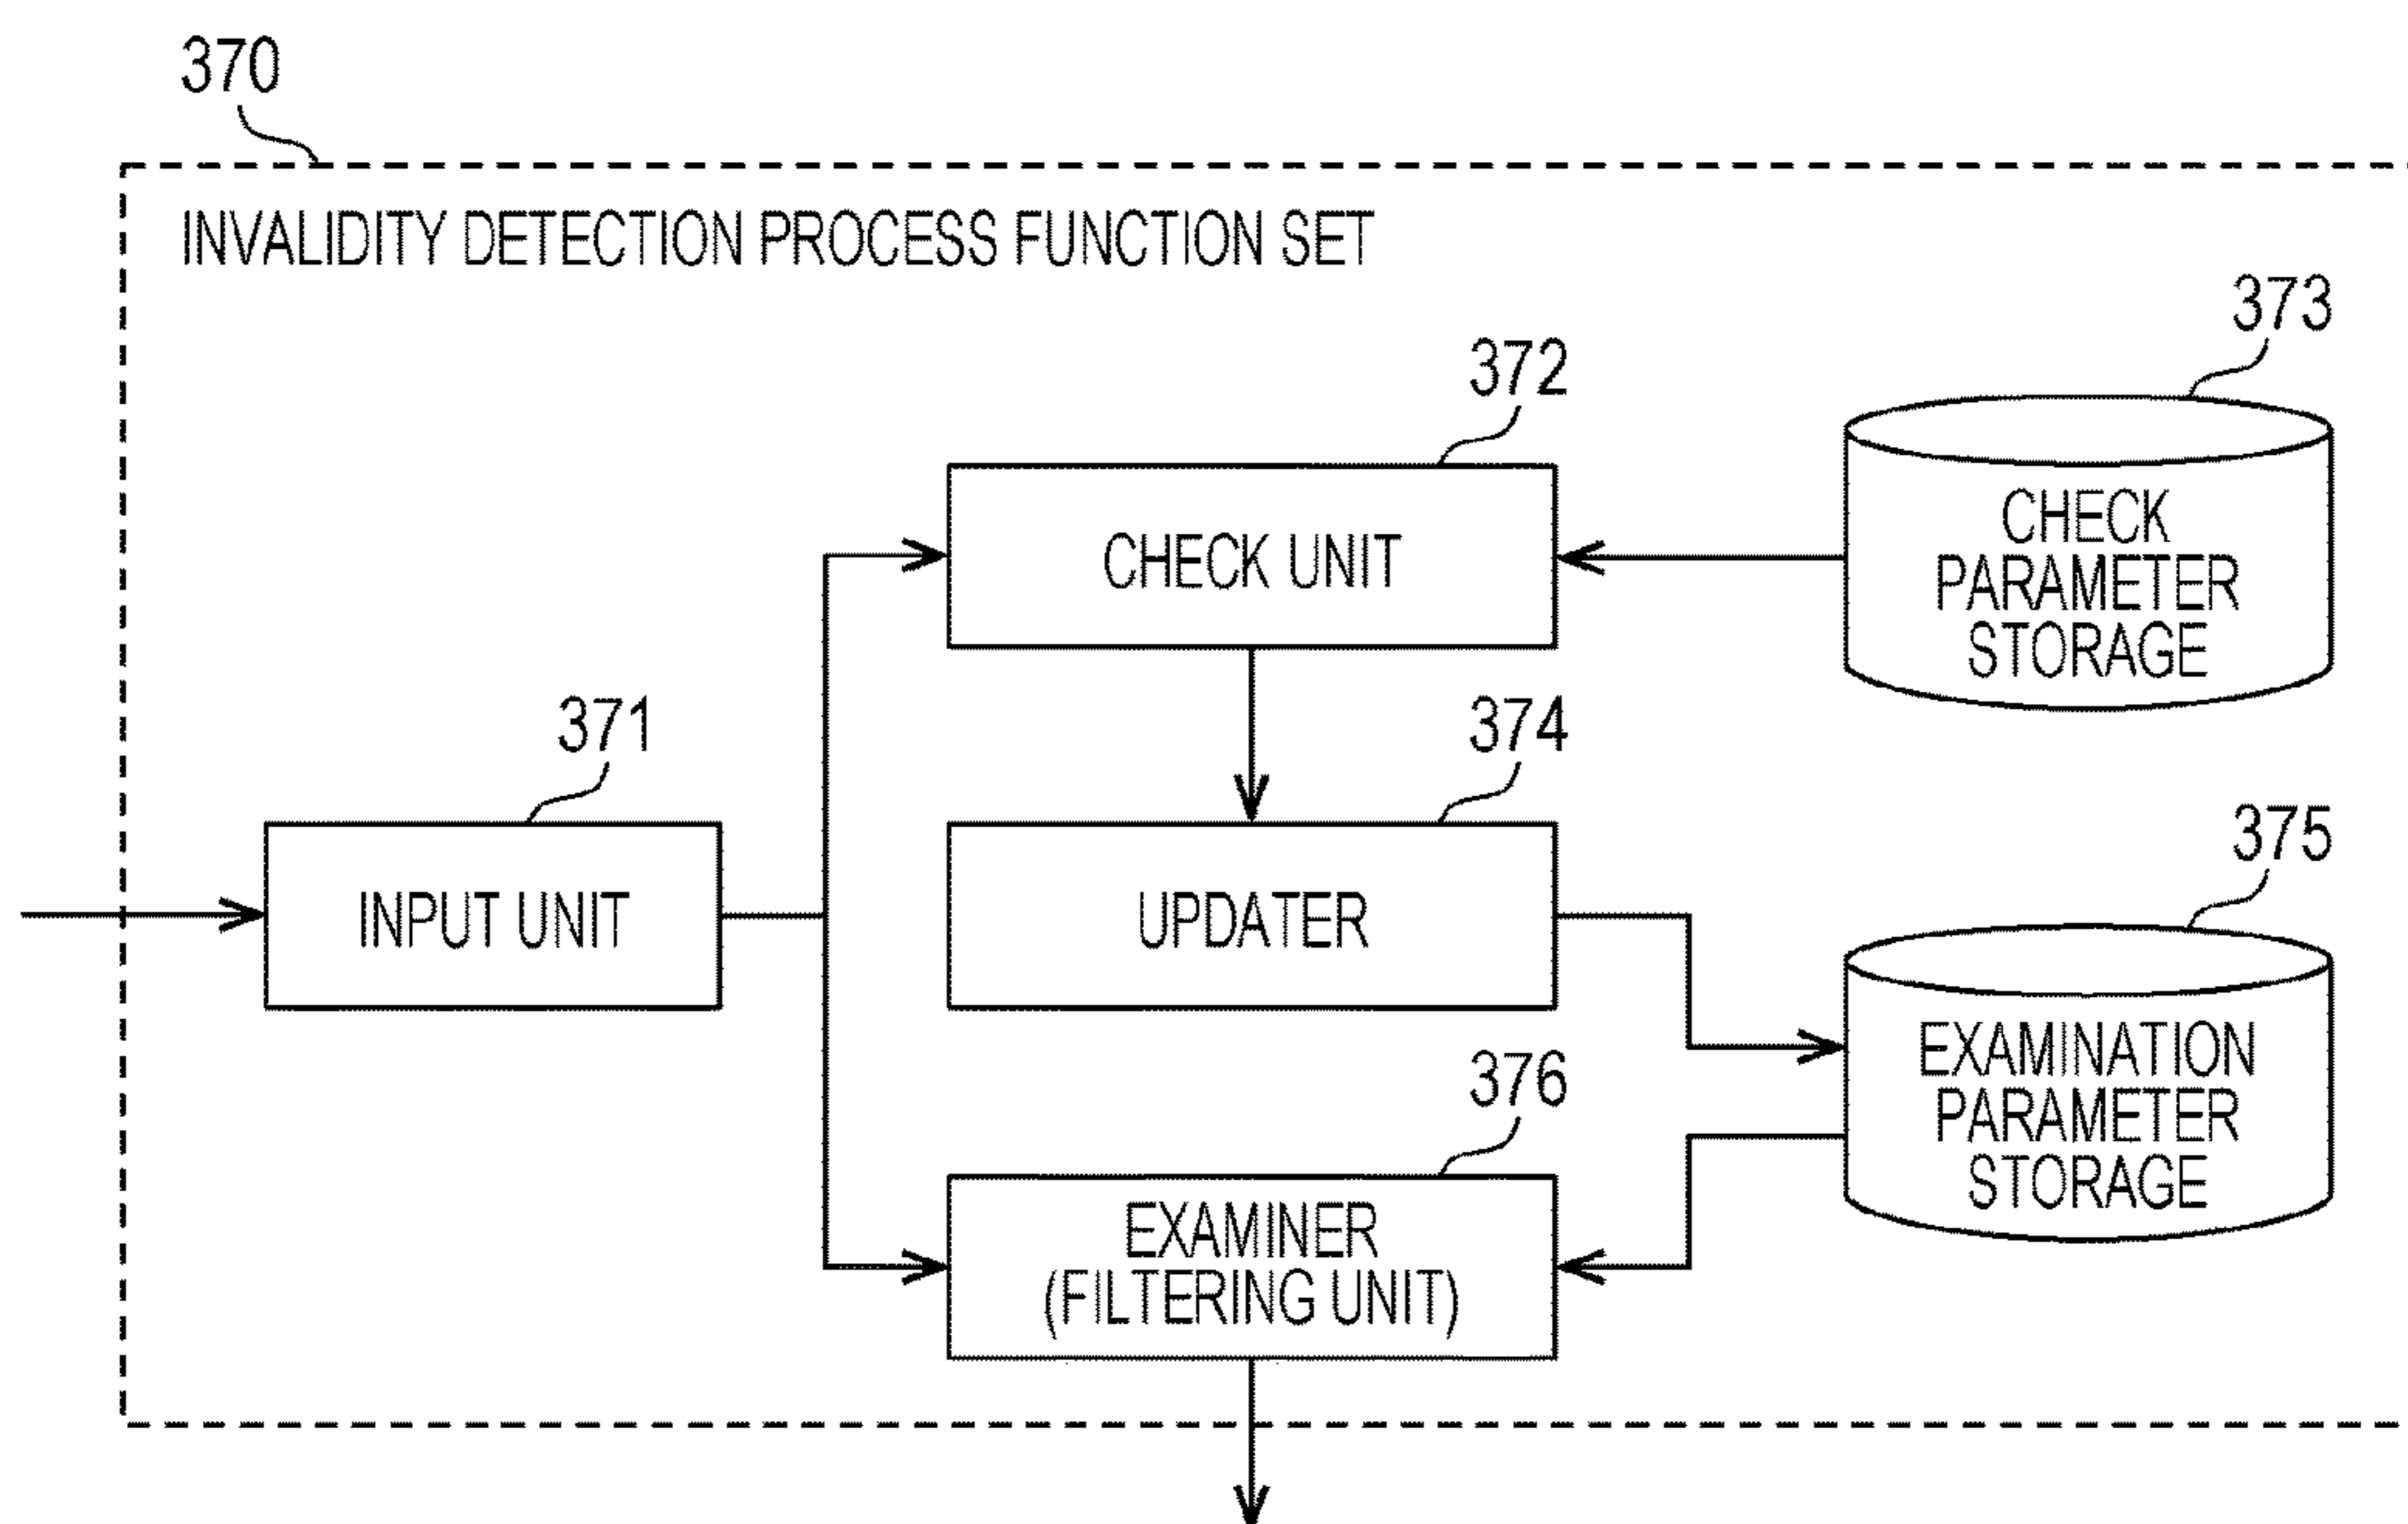 370
INVALIDITY DETECTION PROCESS FUNCTION SET
373
372
CHECK UNIT
CHECK
PARAMETER
STORAGE
371
374
375
INPUT UNIT
UPDATER
EXAMINATION
PARAMETER
STORAGE
376
EXAMINER
(FILTERING UNIT)